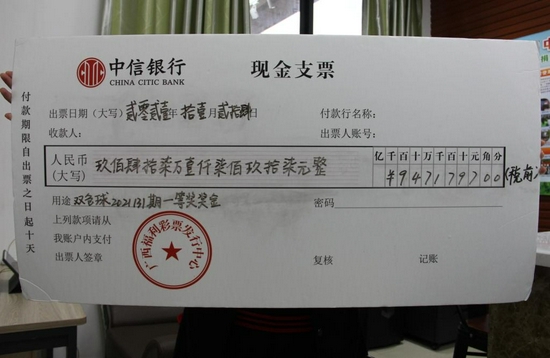 中信银行
CHINA CITIC BANK
现金支票
付款期限自出票之日起十天
出票日期(大写)贰零贰壹年 拾壹月 贰拾肆日
付款行名称:
收款人:
出票人账号:
人民币
(大写)
玖佰肆拾柒万壹仟柒佰玖拾柒元整
亿千百十万千百十元角分
¥947179700
(税前)
用途 双色球2021131期一等奖奖金
密码
上列款项请从
我账户内支付
出票人签章
广西福利彩票发行中心
复核
记账